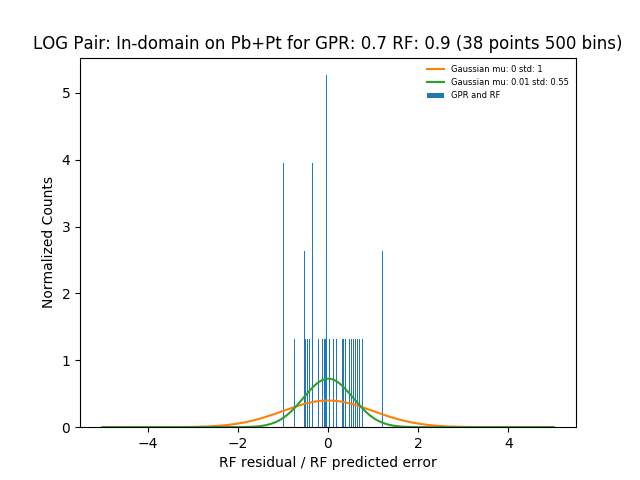 LOG Pair: In-domain on Pb+Pt for GPR: 0.7 RF: 0.9 (38 points 500 bins)
Gaussian mu: 0 std: 1
Gaussian mu: 0.01 std: 0.55
GPR and RF
Normalized Counts
5
4
3
2
1
0
−4 −2 0 2 4
RF residual / RF predicted error